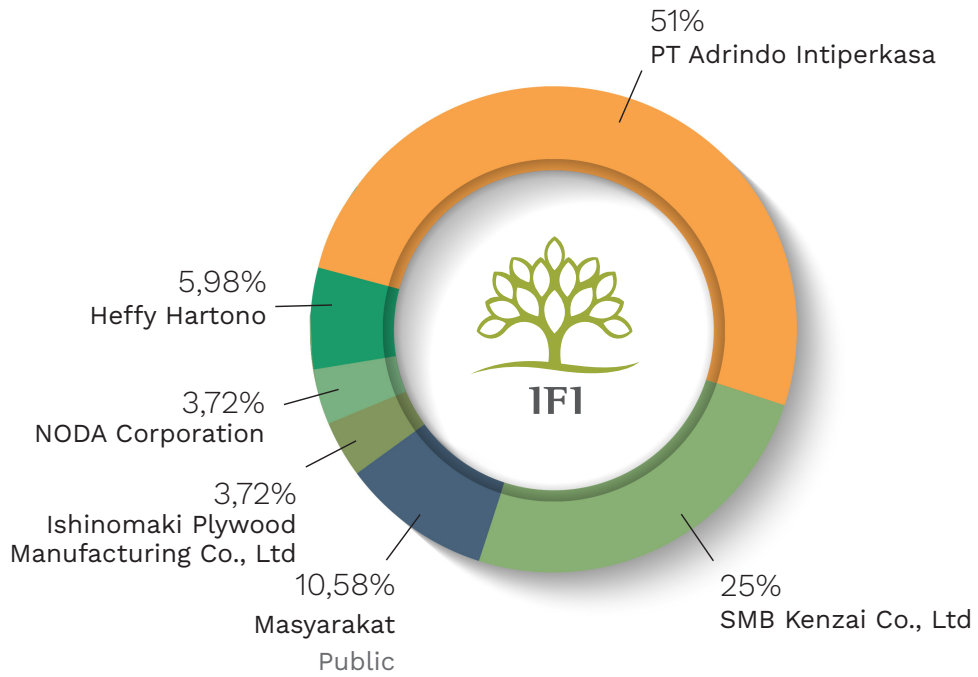 51%
PT Adrindo Intiperkasa
5,98%
Heffy Hartono
IFI
3,72%
NODA Corporation
3,72%
Ishinomaki Plywood
Manufacturing Co., Ltd
10,58%
Masyarakat
Public
25%
SMB Kenzai Co., Ltd